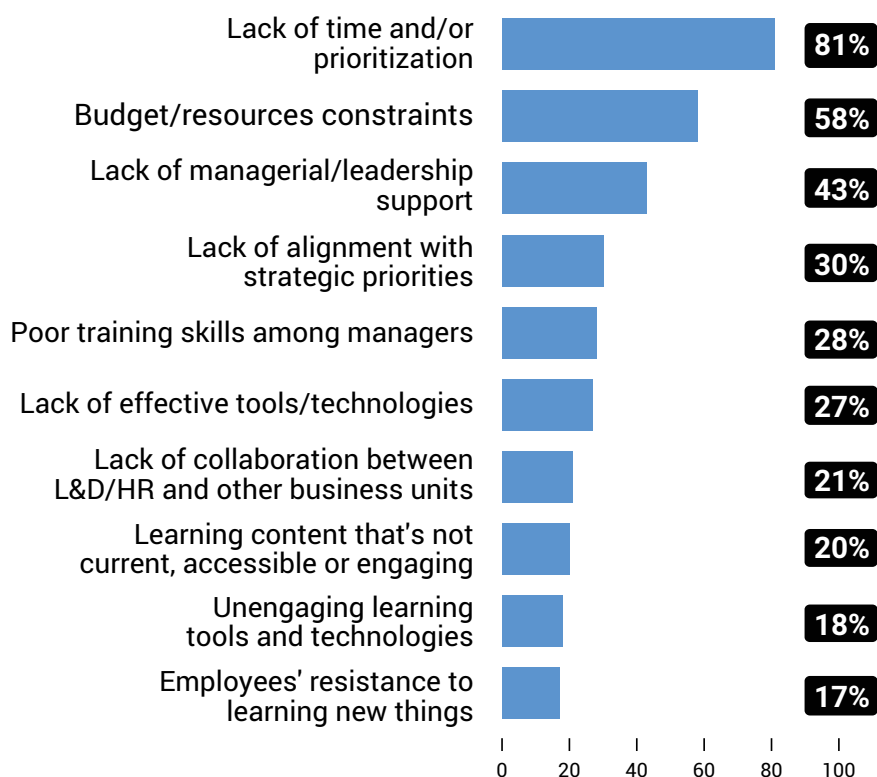 Lack of time and/or
prioritization
81%
Budget/resources constraints
58%
Lack of managerial/leadership
support
43%
Lack of alignment with
strategic priorities
30%
Poor training skills among managers
28%
Lack of effective tools/technologies
27%
Lack of collaboration between
L&D/HR and other business units
21%
Learning content that's not
current, accessible or engaging
20%
Unengaging learning
tools and technologies
18%
Employees' resistance to
learning new things
17%
0 20 40 60 80 100